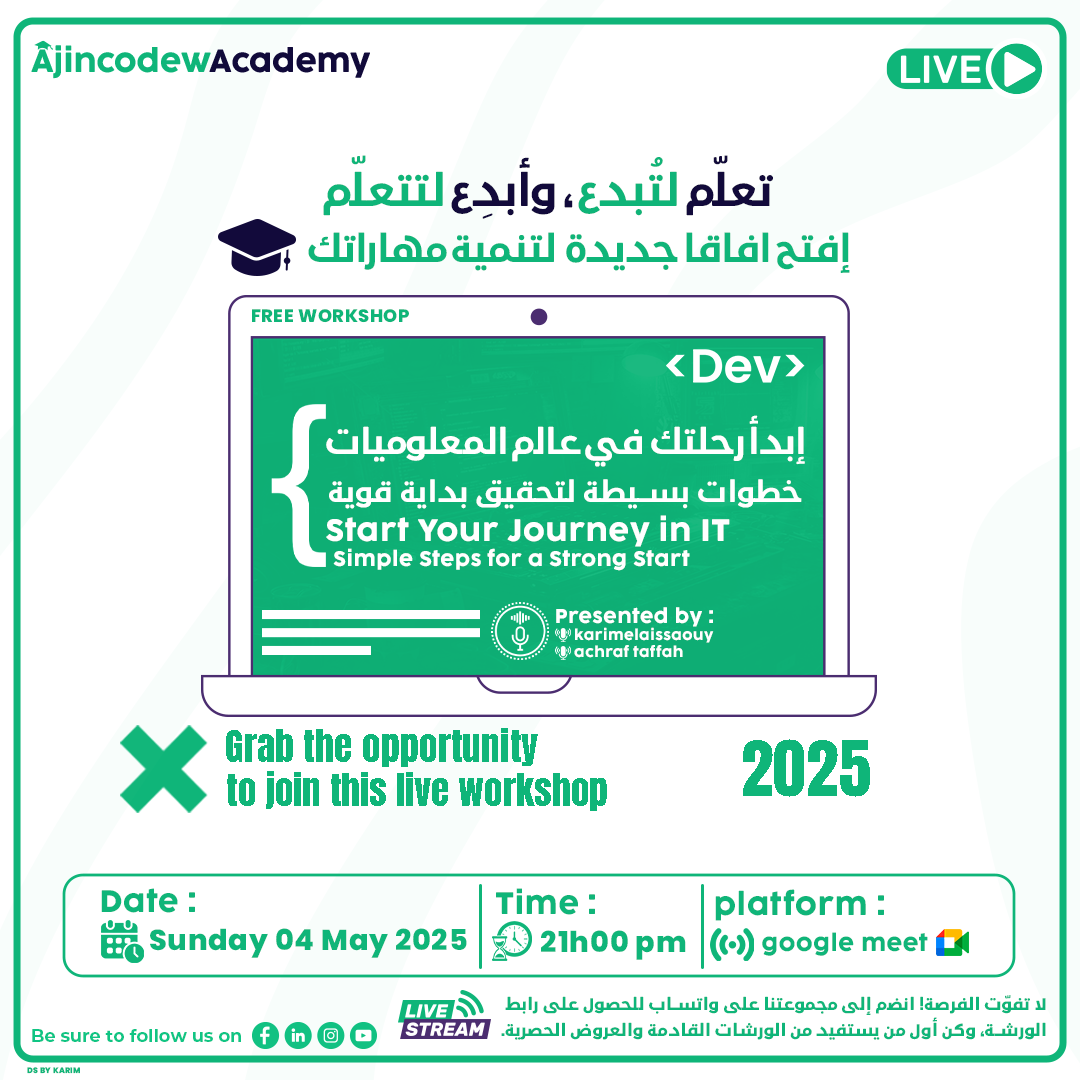 AjincodewAcademy
LIVE
تعلّم لتُبدع، وأبدِع لتتعلّم
إفتح افاقا جديدة لتنمية مهاراتك
FREE WORKSHOP
<Dev>
إبدأ رحلتك في عالم المعلوميات
خطوات بسيطة لتحقيق بداية قوية
Start Your Journey in IT
Simple Steps for a Strong Start
Presented by :
karimelaissaouy
achraf taffah
Grab the opportunity
to join this live workshop
2025
Date :
Sunday 04 May 2025
Time :
21h00 pm
platform :
google meet
لا تفوّت الفرصة! انضم إلى مجموعتنا على واتساب للحصول على رابط
الورشة، وكن أول من يستفيد من الورشات القادمة والعروض الحصرية.
LIVE
STREAM
Be sure to follow us on
DS BY KARIM